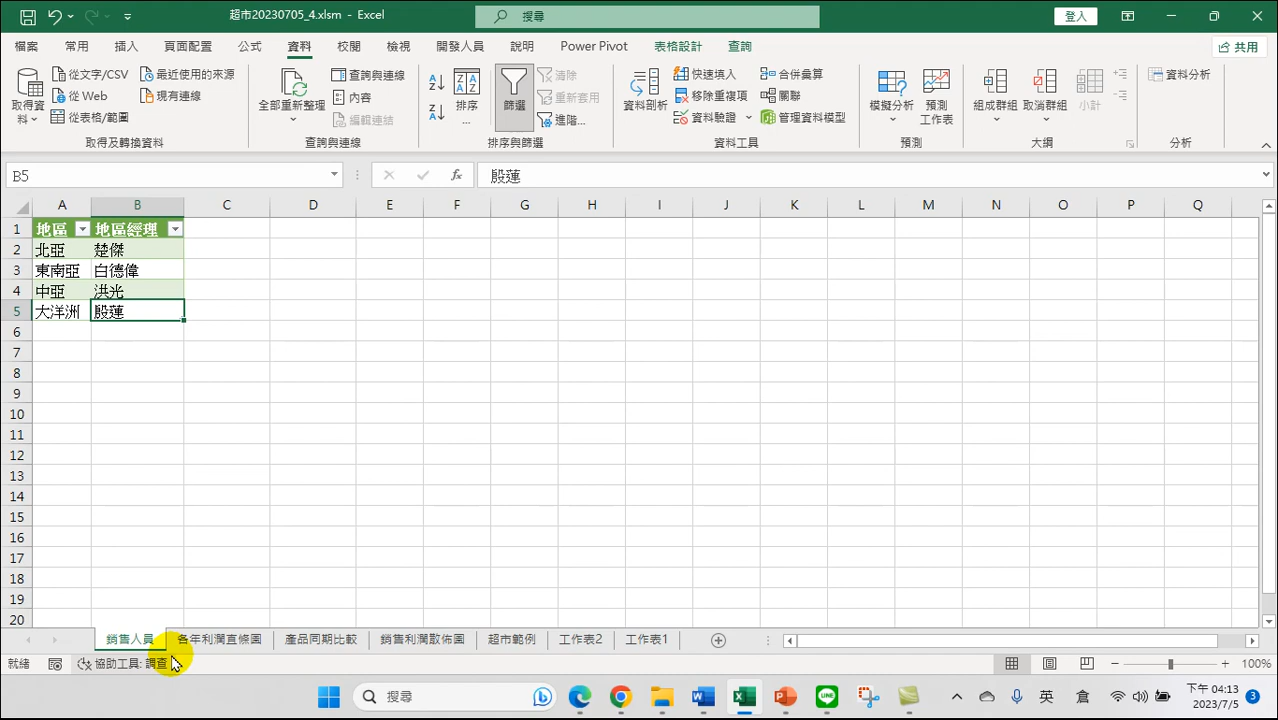 超市20230705_4.xlsm - Excel
搜尋
登入
檔案 常用 插入 頁面配置 公式 資料 校閱 檢視 開發人員 說明 Power Pivot 表格設計 查詢
共用
取得資料
從文字/CSV
從 Web
從表格/範圍
最近使用的來源
現有連線
取得及轉換資料
全部重新整理
查詢與連線
內容
編輯連結
查詢與連線
排序...
篩選
清除
重新套用
進階...
排序與篩選
資料剖析
快速填入
移除重複項
資料驗證
合併彙算
關聯
管理資料模型
資料工具
模擬分析
預測工作表
預測
組成群組
取消群組
小計
大綱
資料分析
分析
B5
fx
殷蓮
A B C D E F G H I J K L M N O P Q
1 地區 地區經理
2 北亞 楚傑
3 東南亞 白德偉
4 中亞 洪光
5 大洋洲 殷蓮
6
7
8
9
10
11
12
13
14
15
16
17
18
19
20
銷售人員 各年利潤直條圖 產品同期比較 銷售利潤散佈圖 超市範例 工作表2 工作表1
就緒
協助工具: 調查
100%
搜尋
英
倉
下午 04:13
2023/7/5
3